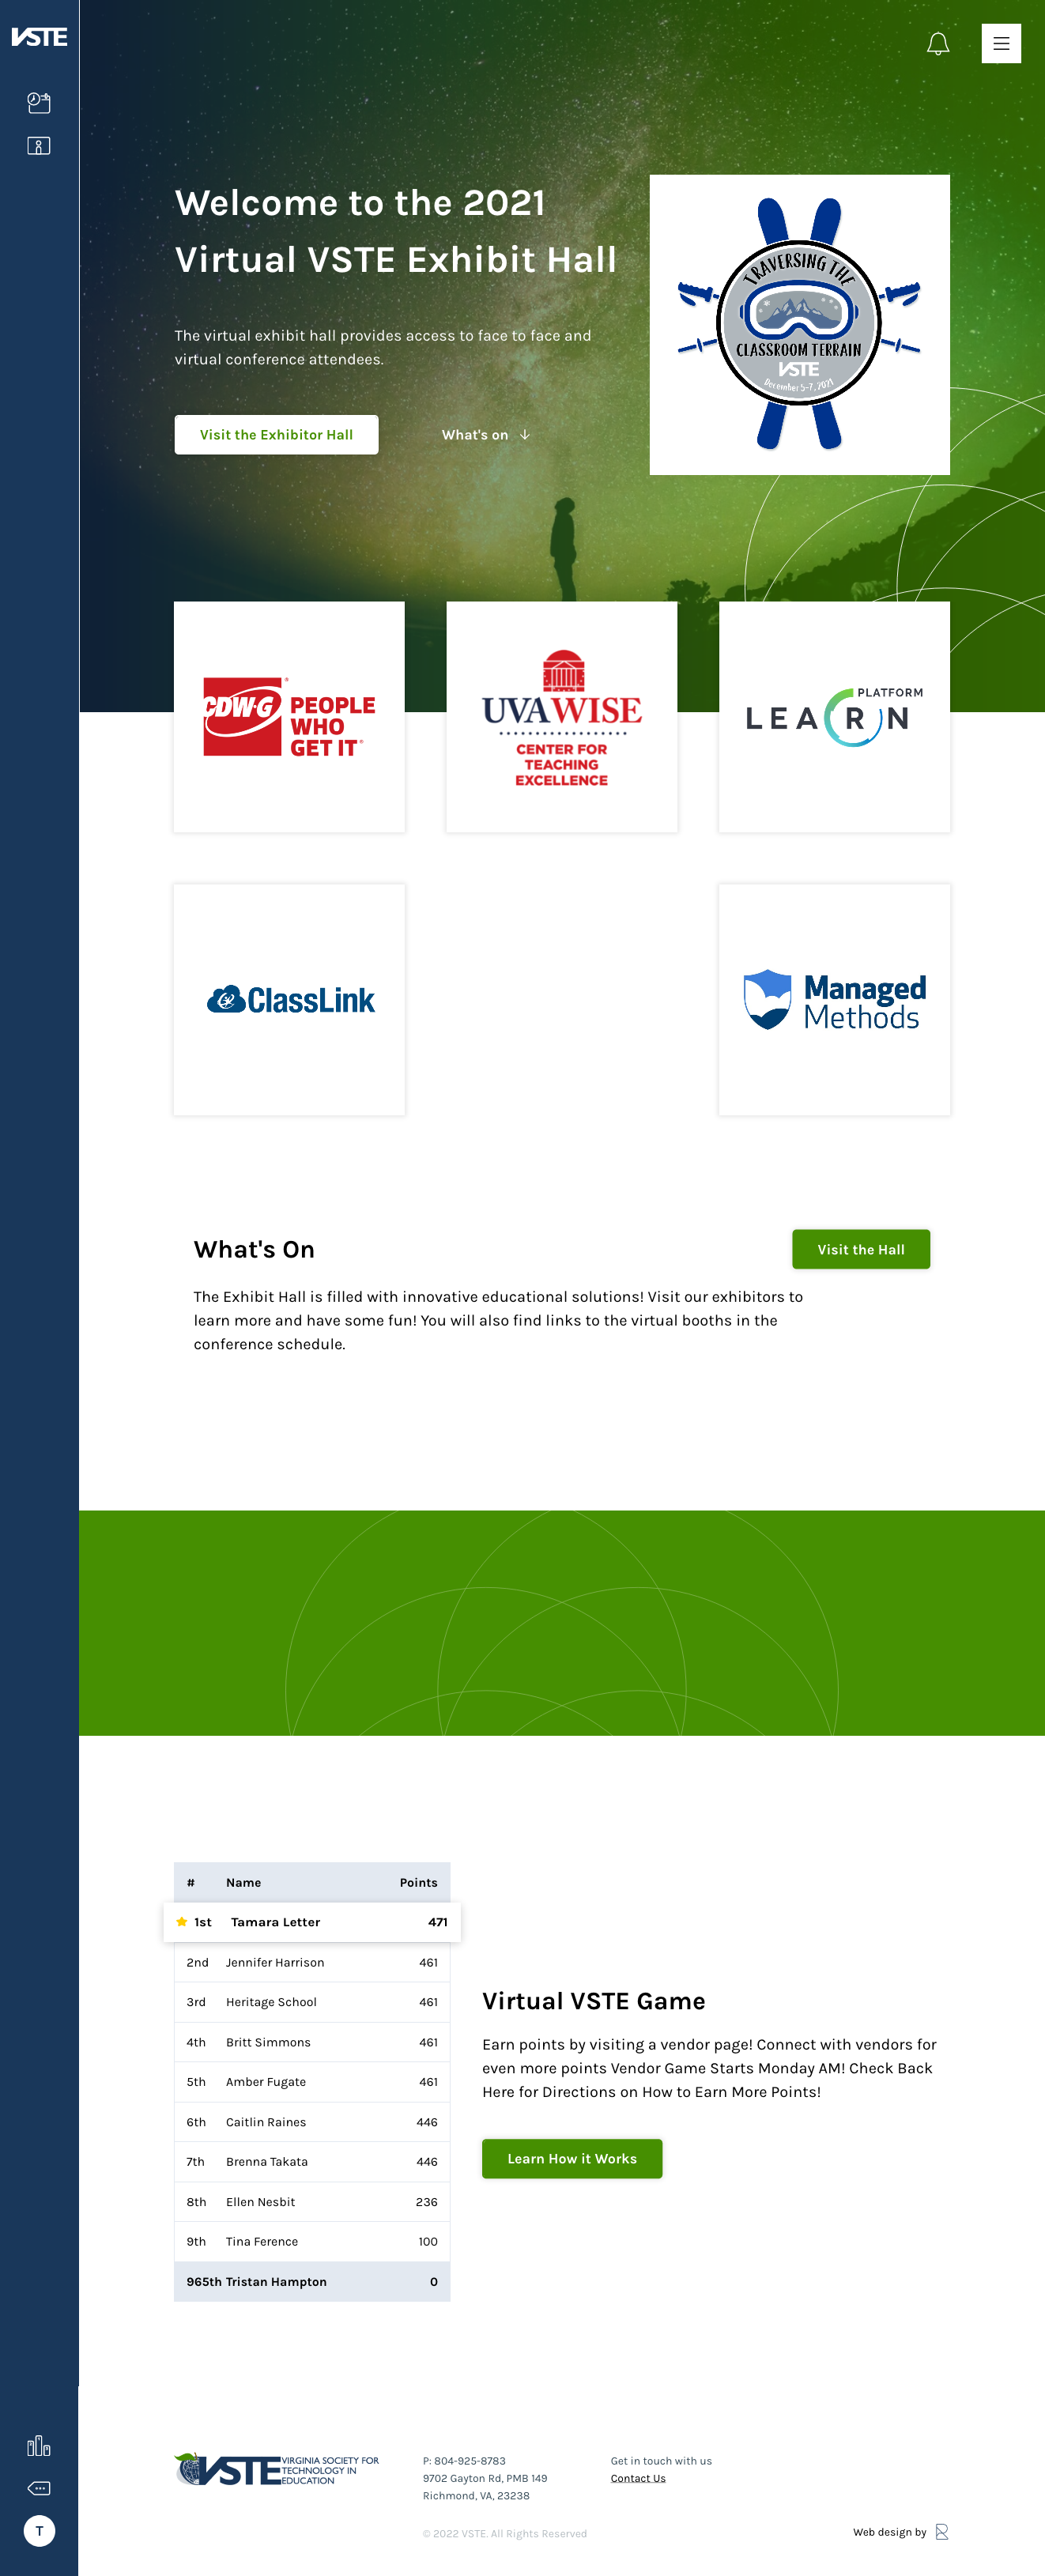 VSTE
Welcome to the 2021
Virtual VSTE Exhibit Hall
The virtual exhibit hall provides access to face to face and
virtual conference attendees.
Visit the Exhibitor Hall
What's on
TRAVERSING THE
CLASSROOM TERRAIN
VSTE
December 5-7, 2021
CDW·G
PEOPLE
WHO
GET IT®
UVAWISE
CENTER FOR
TEACHING
EXCELLENCE
PLATFORM
LEARN
ClassLink
Managed
Methods
What's On
Visit the Hall
The Exhibit Hall is filled with innovative educational solutions! Visit our exhibitors to
learn more and have some fun! You will also find links to the virtual booths in the
conference schedule.
# Name Points
1st Tamara Letter 471
2nd Jennifer Harrison 461
3rd Heritage School 461
4th Britt Simmons 461
5th Amber Fugate 461
6th Caitlin Raines 446
7th Brenna Takata 446
8th Ellen Nesbit 236
9th Tina Ference 100
965th Tristan Hampton 0
Virtual VSTE Game
Earn points by visiting a vendor page! Connect with vendors for
even more points Vendor Game Starts Monday AM! Check Back
Here for Directions on How to Earn More Points!
Learn How it Works
T
VSTE
VIRGINIA SOCIETY FOR
TECHNOLOGY IN
EDUCATION
P: 804-925-8783
9702 Gayton Rd, PMB 149
Richmond, VA, 23238
Get in touch with us
Contact Us
© 2022 VSTE. All Rights Reserved
Web design by